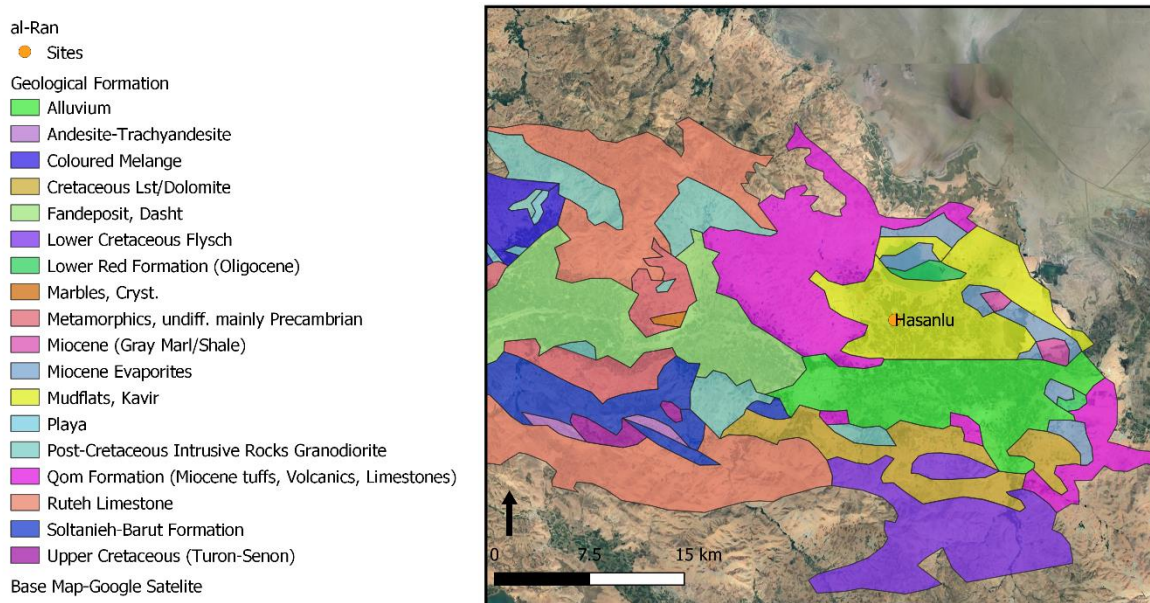 al-Ran
Sites
Geological Formation
Alluvium
Andesite-Trachyandesite
Coloured Melange
Cretaceous Lst/Dolomite
Fandeposit, Dasht
Lower Cretaceous Flysch
Lower Red Formation (Oligocene)
Marbles, Cryst.
Metamorphics, undiff. mainly Precambrian
Miocene (Gray Marl/Shale)
Miocene Evaporites
Mudflats, Kavir
Playa
Post-Cretaceous Intrusive Rocks Granodiorite
Qom Formation (Miocene tuffs, Volcanics, Limestones)
Ruteh Limestone
Soltanieh-Barut Formation
Upper Cretaceous (Turon-Senon)
Base Map-Google Satelite
Hasanlu
0 7.5 15 km